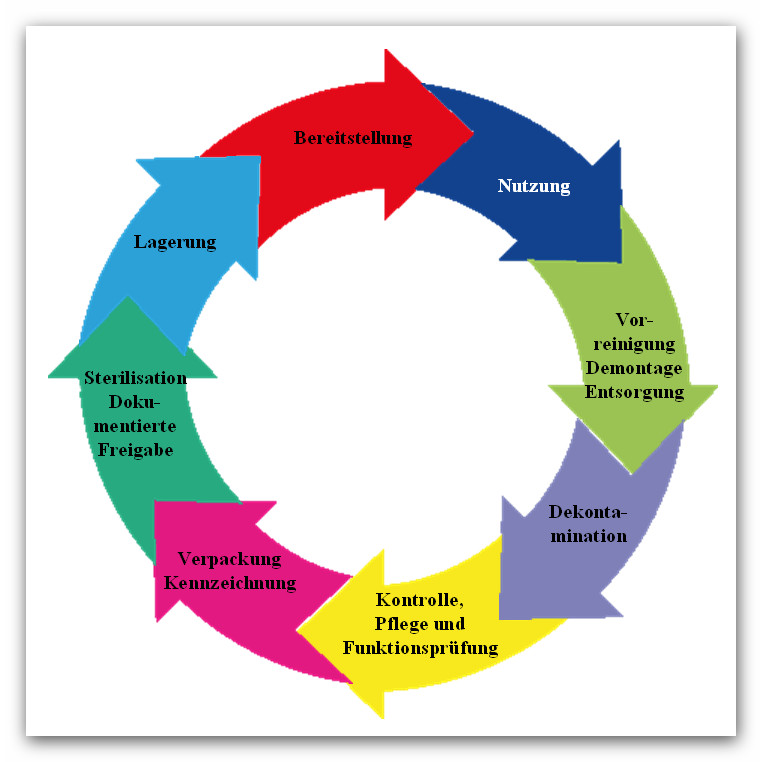 Bereitstellung
Nutzung
Vor-
reinigung
Demontage
Entsorgung
Dekonta-
mination
Kontrolle,
Pflege und
Funktionsprüfung
Verpackung
Kennzeichnung
Sterilisation
Doku-
mentierte
Freigabe
Lagerung